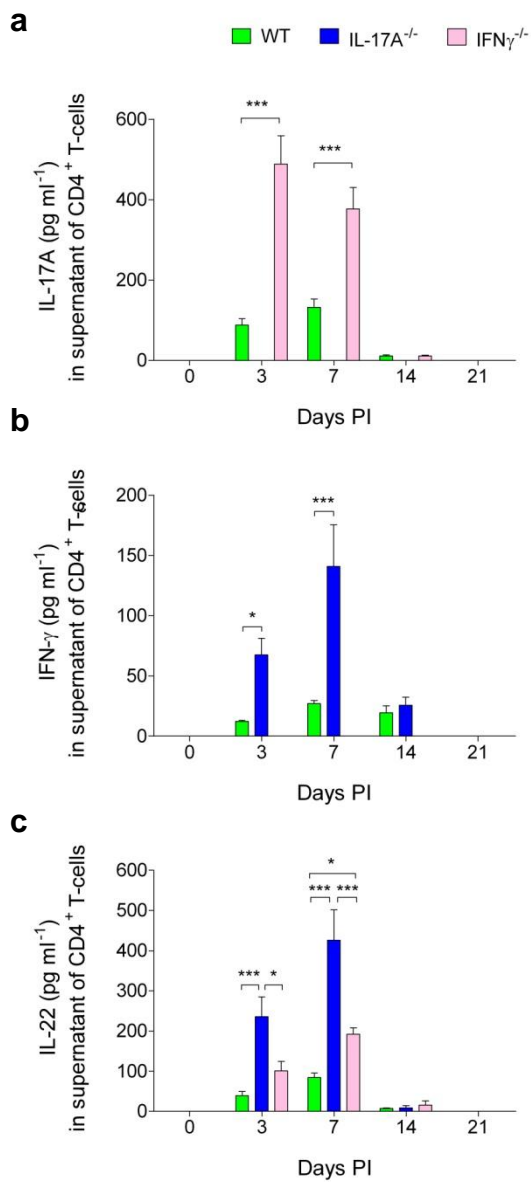 a
WT IL-17A-/- IFNγ-/-
IL-17A (pg ml-1)
in supernatant of CD4+ T-cells
600
400
200
0
*** ***
0 3 7 14 21
Days PI
b
IFN-γ (pg ml-1)
in supernatant of CD4+ T-cells
200
150
100
50
0
* ***
0 3 7 14 21
Days PI
c
IL-22 (pg ml-1)
in supernatant of CD4+ T-cells
600
500
400
300
200
100
0
*
*** * *** ***
0 3 7 14 21
Days PI